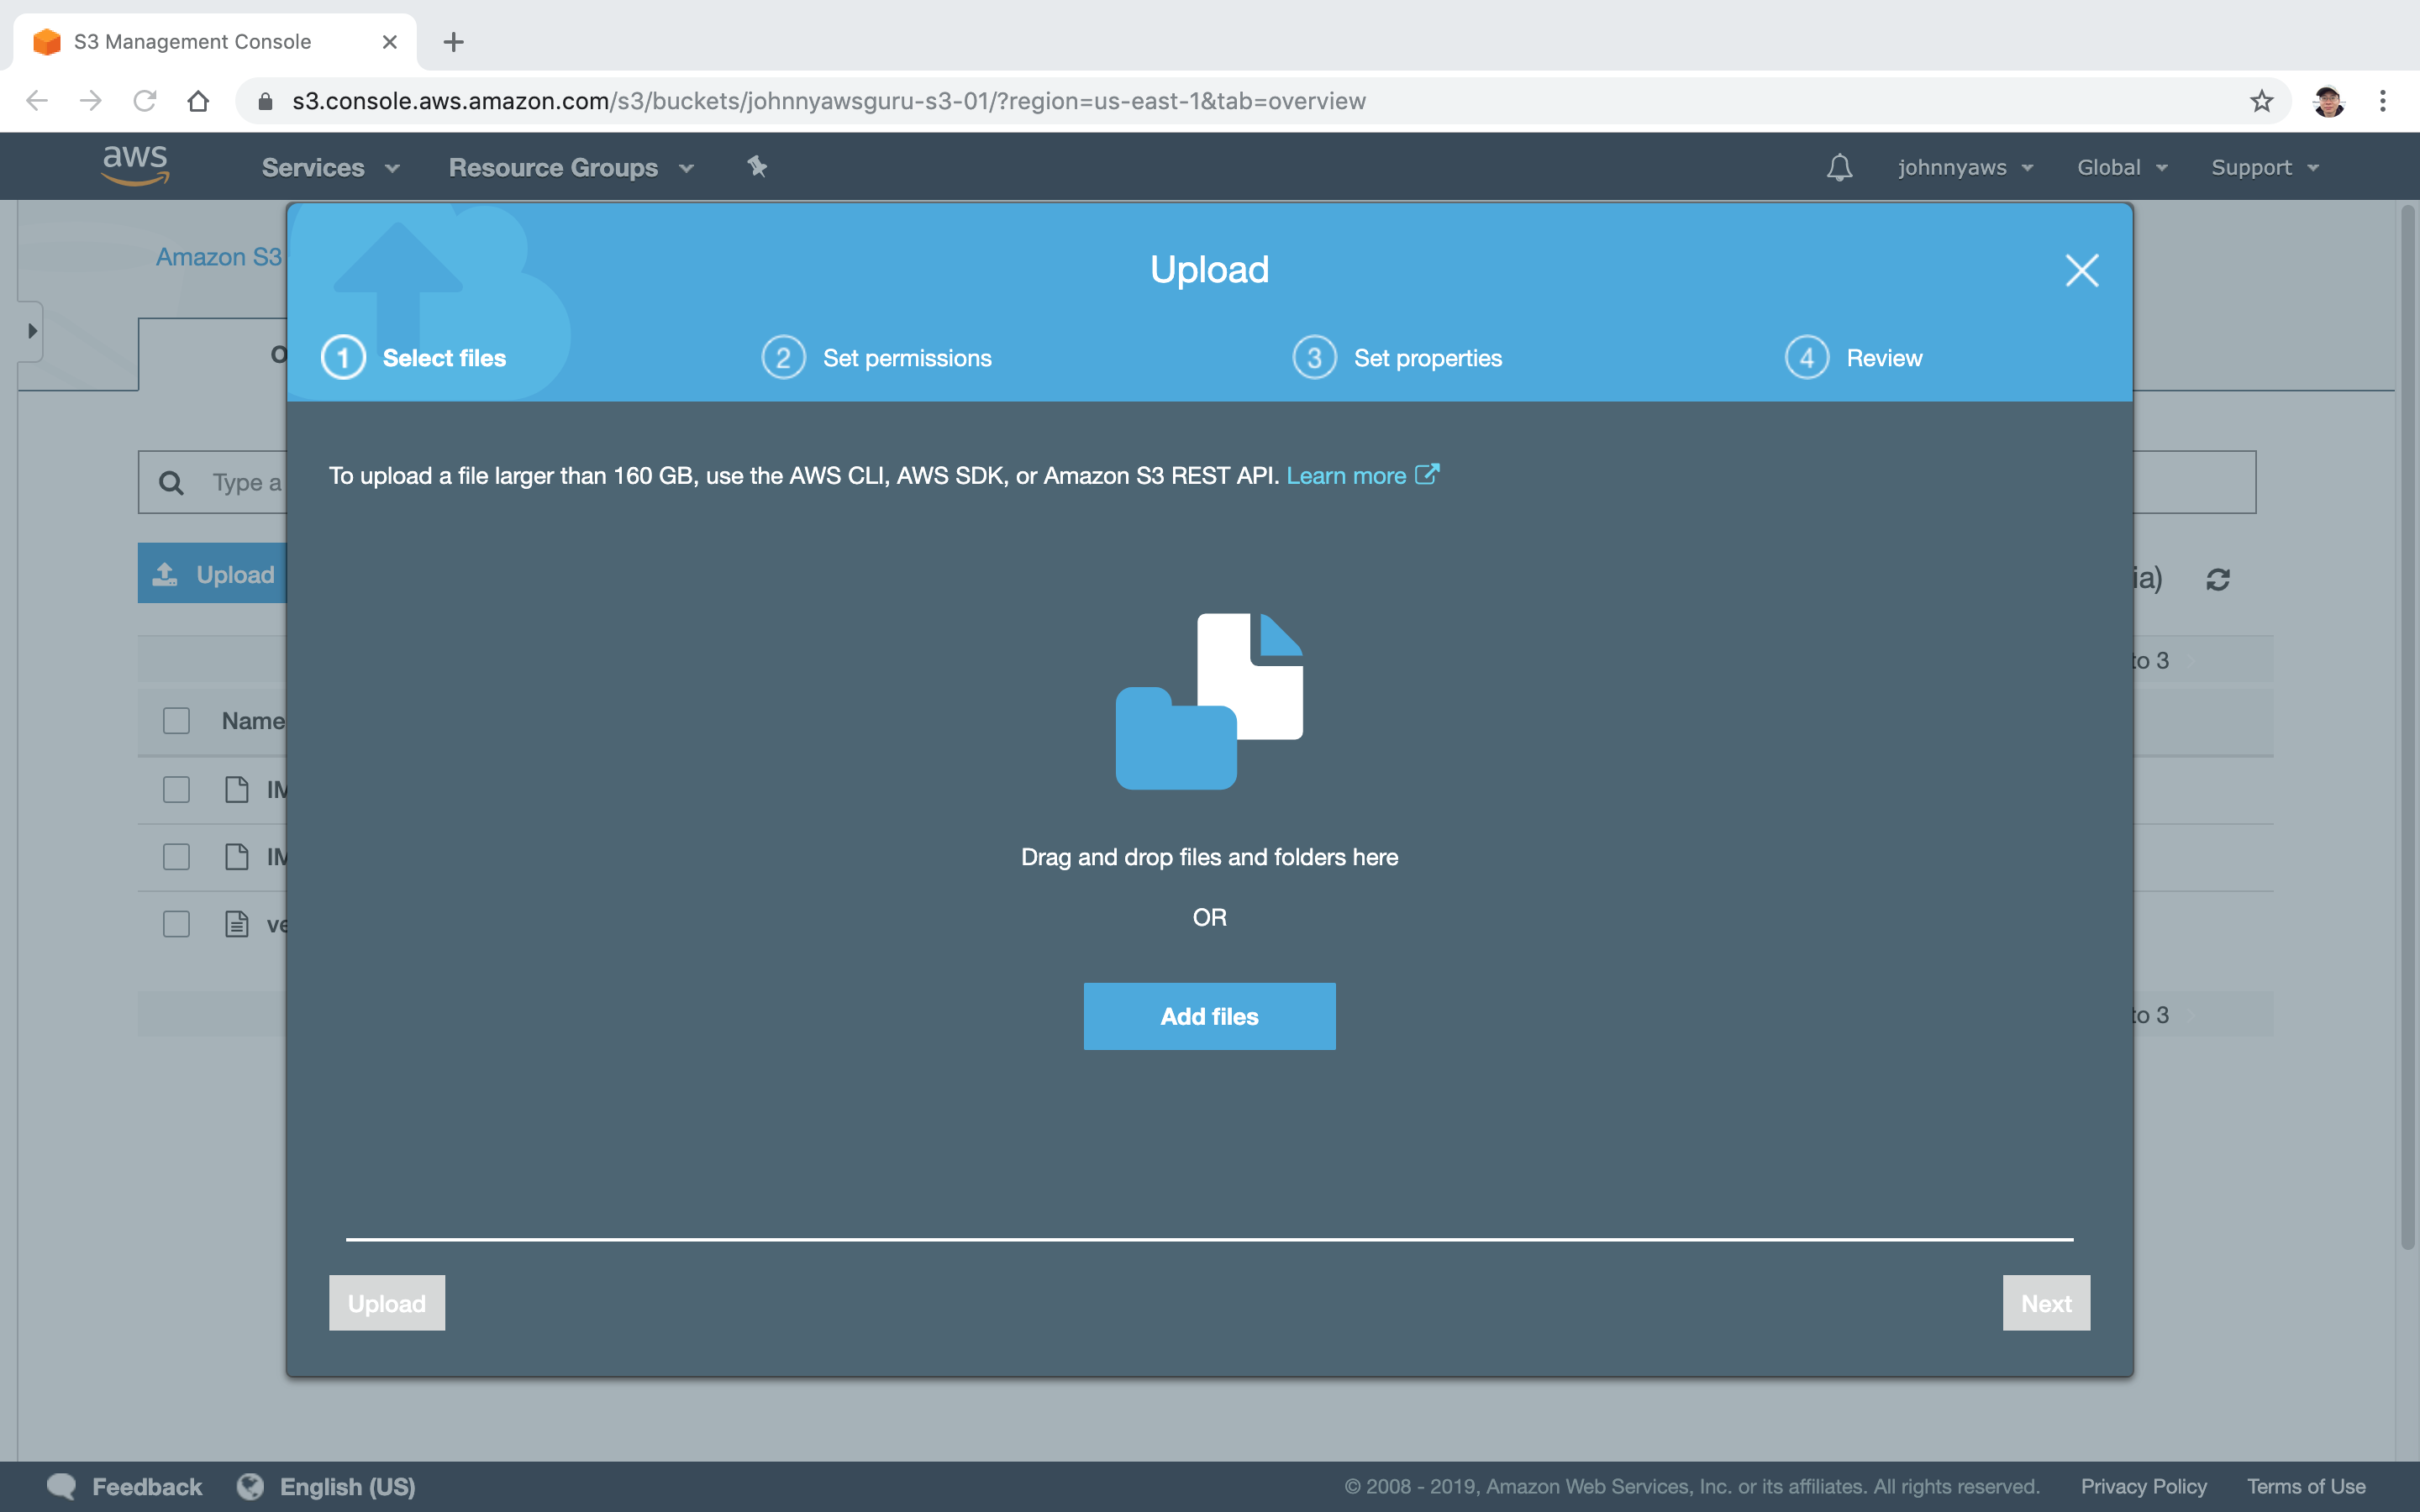 S3 Management Console
s3.console.aws.amazon.com/s3/buckets/johnnyawsguru-s3-01/?region=us-east-1&tab=overview
aws Services Resource Groups johnnyaws Global Support
Amazon S3
Upload
1 Select files 2 Set permissions 3 Set properties 4 Review
To upload a file larger than 160 GB, use the AWS CLI, AWS SDK, or Amazon S3 REST API. Learn more
Type a
Upload
to 3
Name
Drag and drop files and folders here
OR
Add files
to 3
Upload Next
Feedback English (US) © 2008 - 2019, Amazon Web Services, Inc. or its affiliates. All rights reserved. Privacy Policy Terms of Use